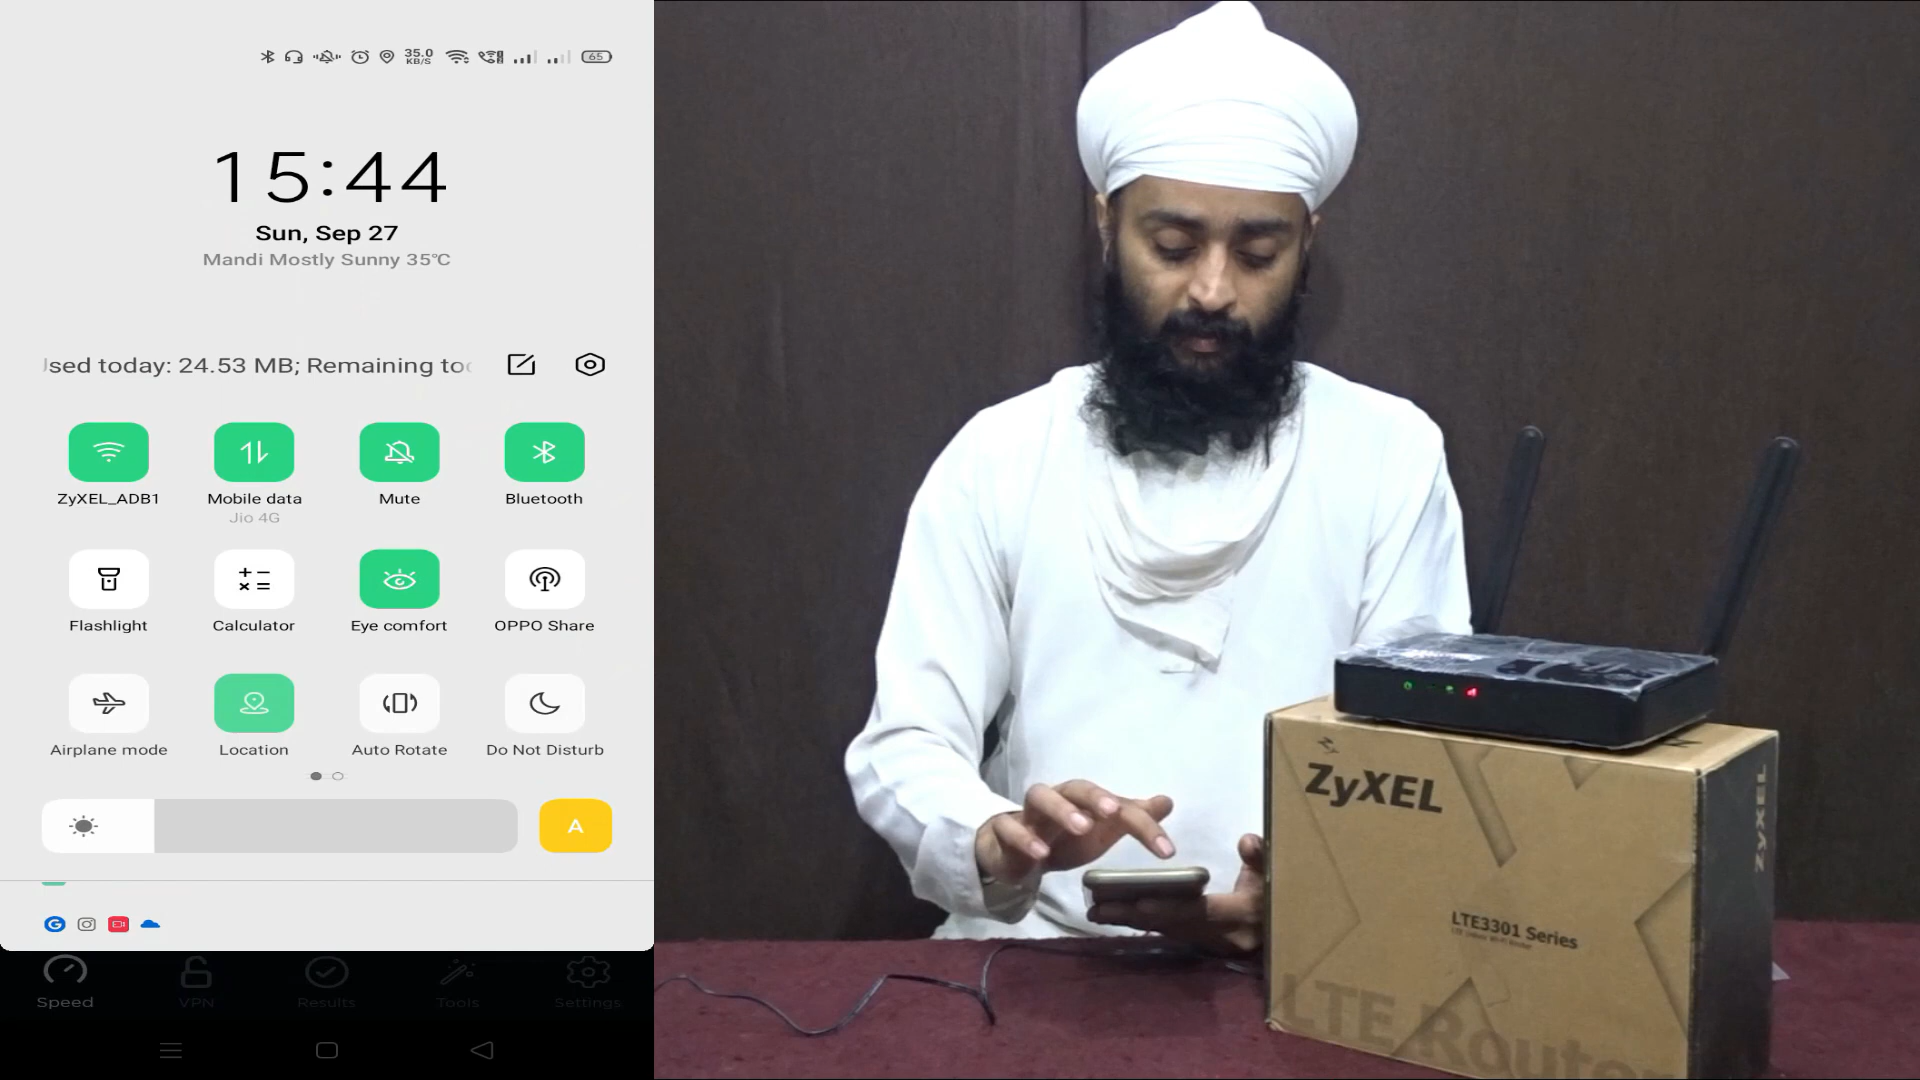 35.0
KB/S
65
15:44
Sun, Sep 27
Mandi Mostly Sunny 35°C
sed today: 24.53 MB; Remaining to
ZyXEL_ADB1
Mobile data
Mute
Bluetooth
Jio 4G
Flashlight
Calculator
Eye comfort
OPPO Share
Airplane mode
Location
Auto Rotate
Do Not Disturb
A
Speed
VPN
Results
Tools
Settings
ZyXEL
ZyXEL
LTE3301 Series
LTE Router